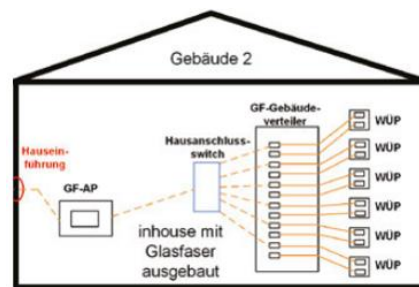 Gebäude 2
GF-Gebäude-
verteiler
Hausanschluss-
switch
Hausein-
führung
GF-AP
inhouse mit
Glasfaser
ausgebaut
WÜP
WÜP
WÜP
WÜP
WÜP
WÜP